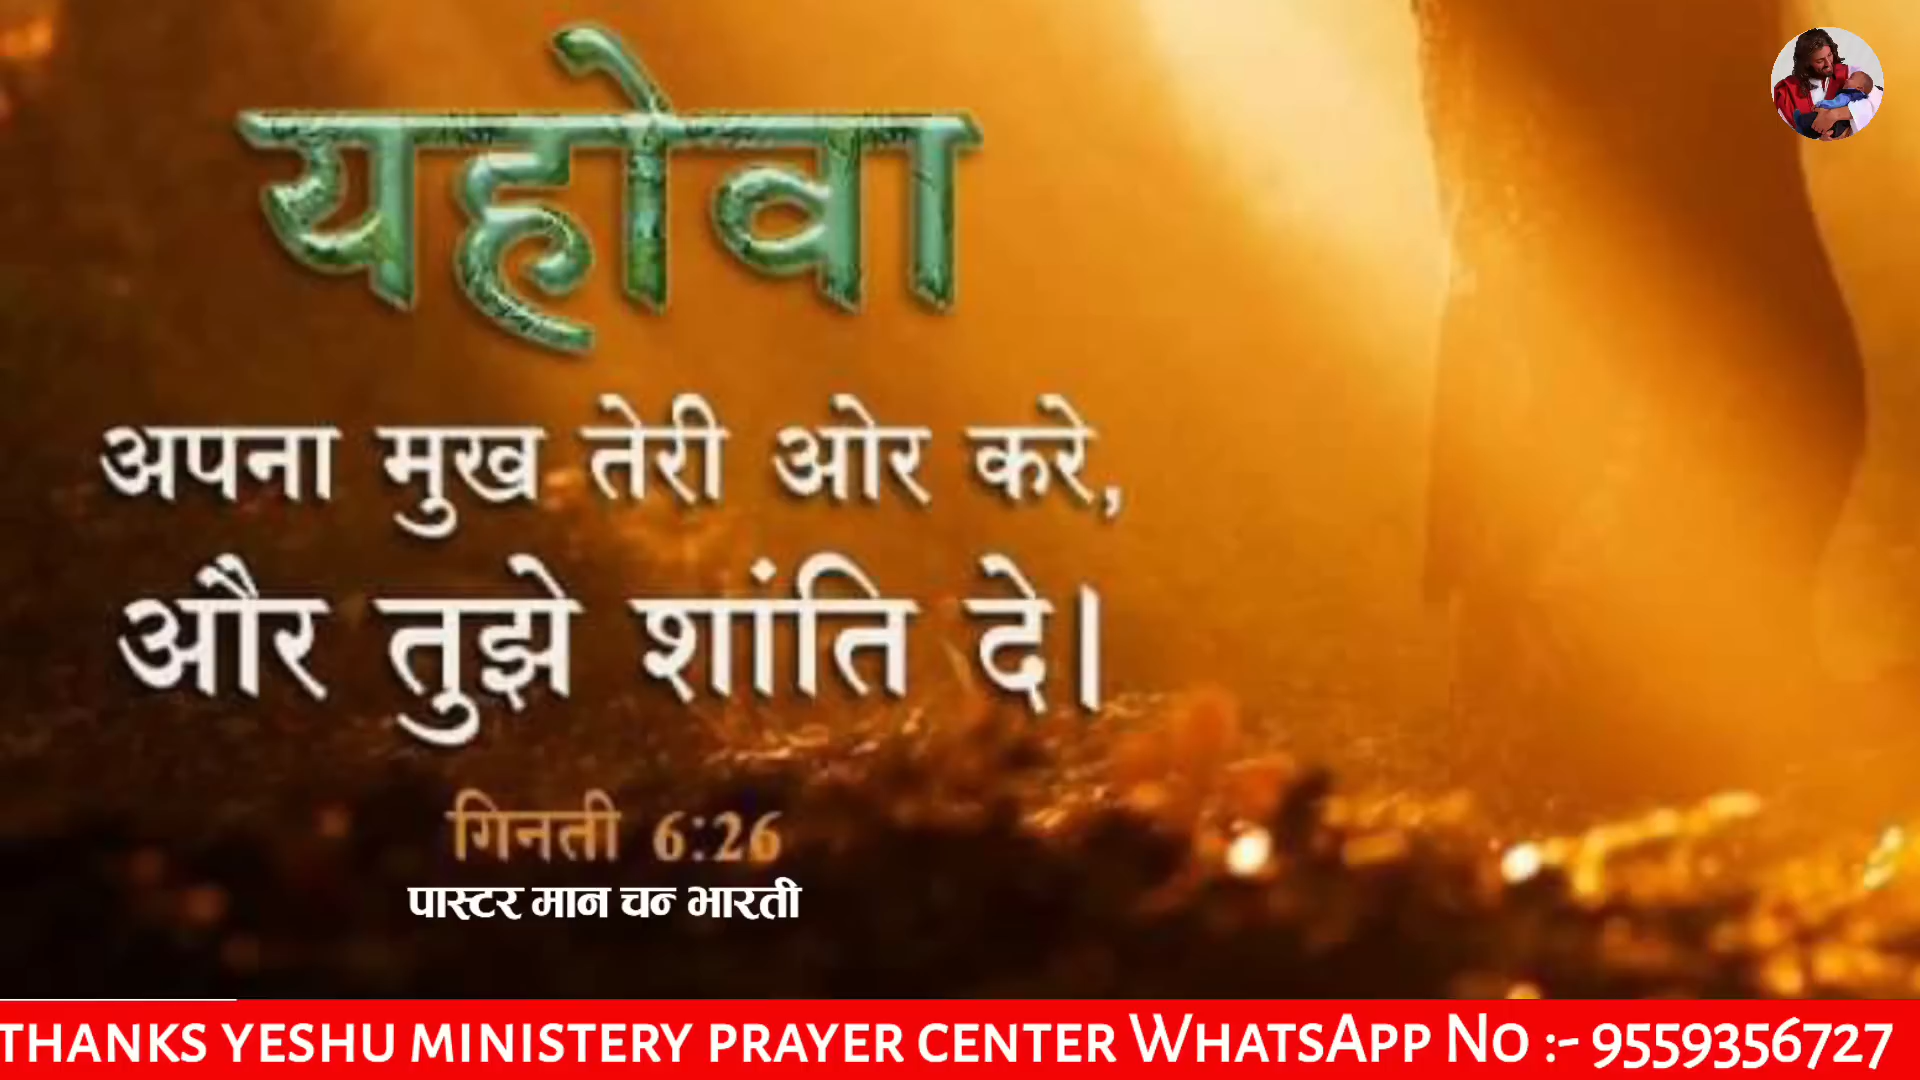 यहोवा
अपना मुख तेरी ओर करे,
और तुझे शांति दे।
गिनती 6:26
पास्टर मान चन्द भारती
THANKS YESHU MINISTERY PRAYER CENTER WHATSAPP NO :- 9559356727